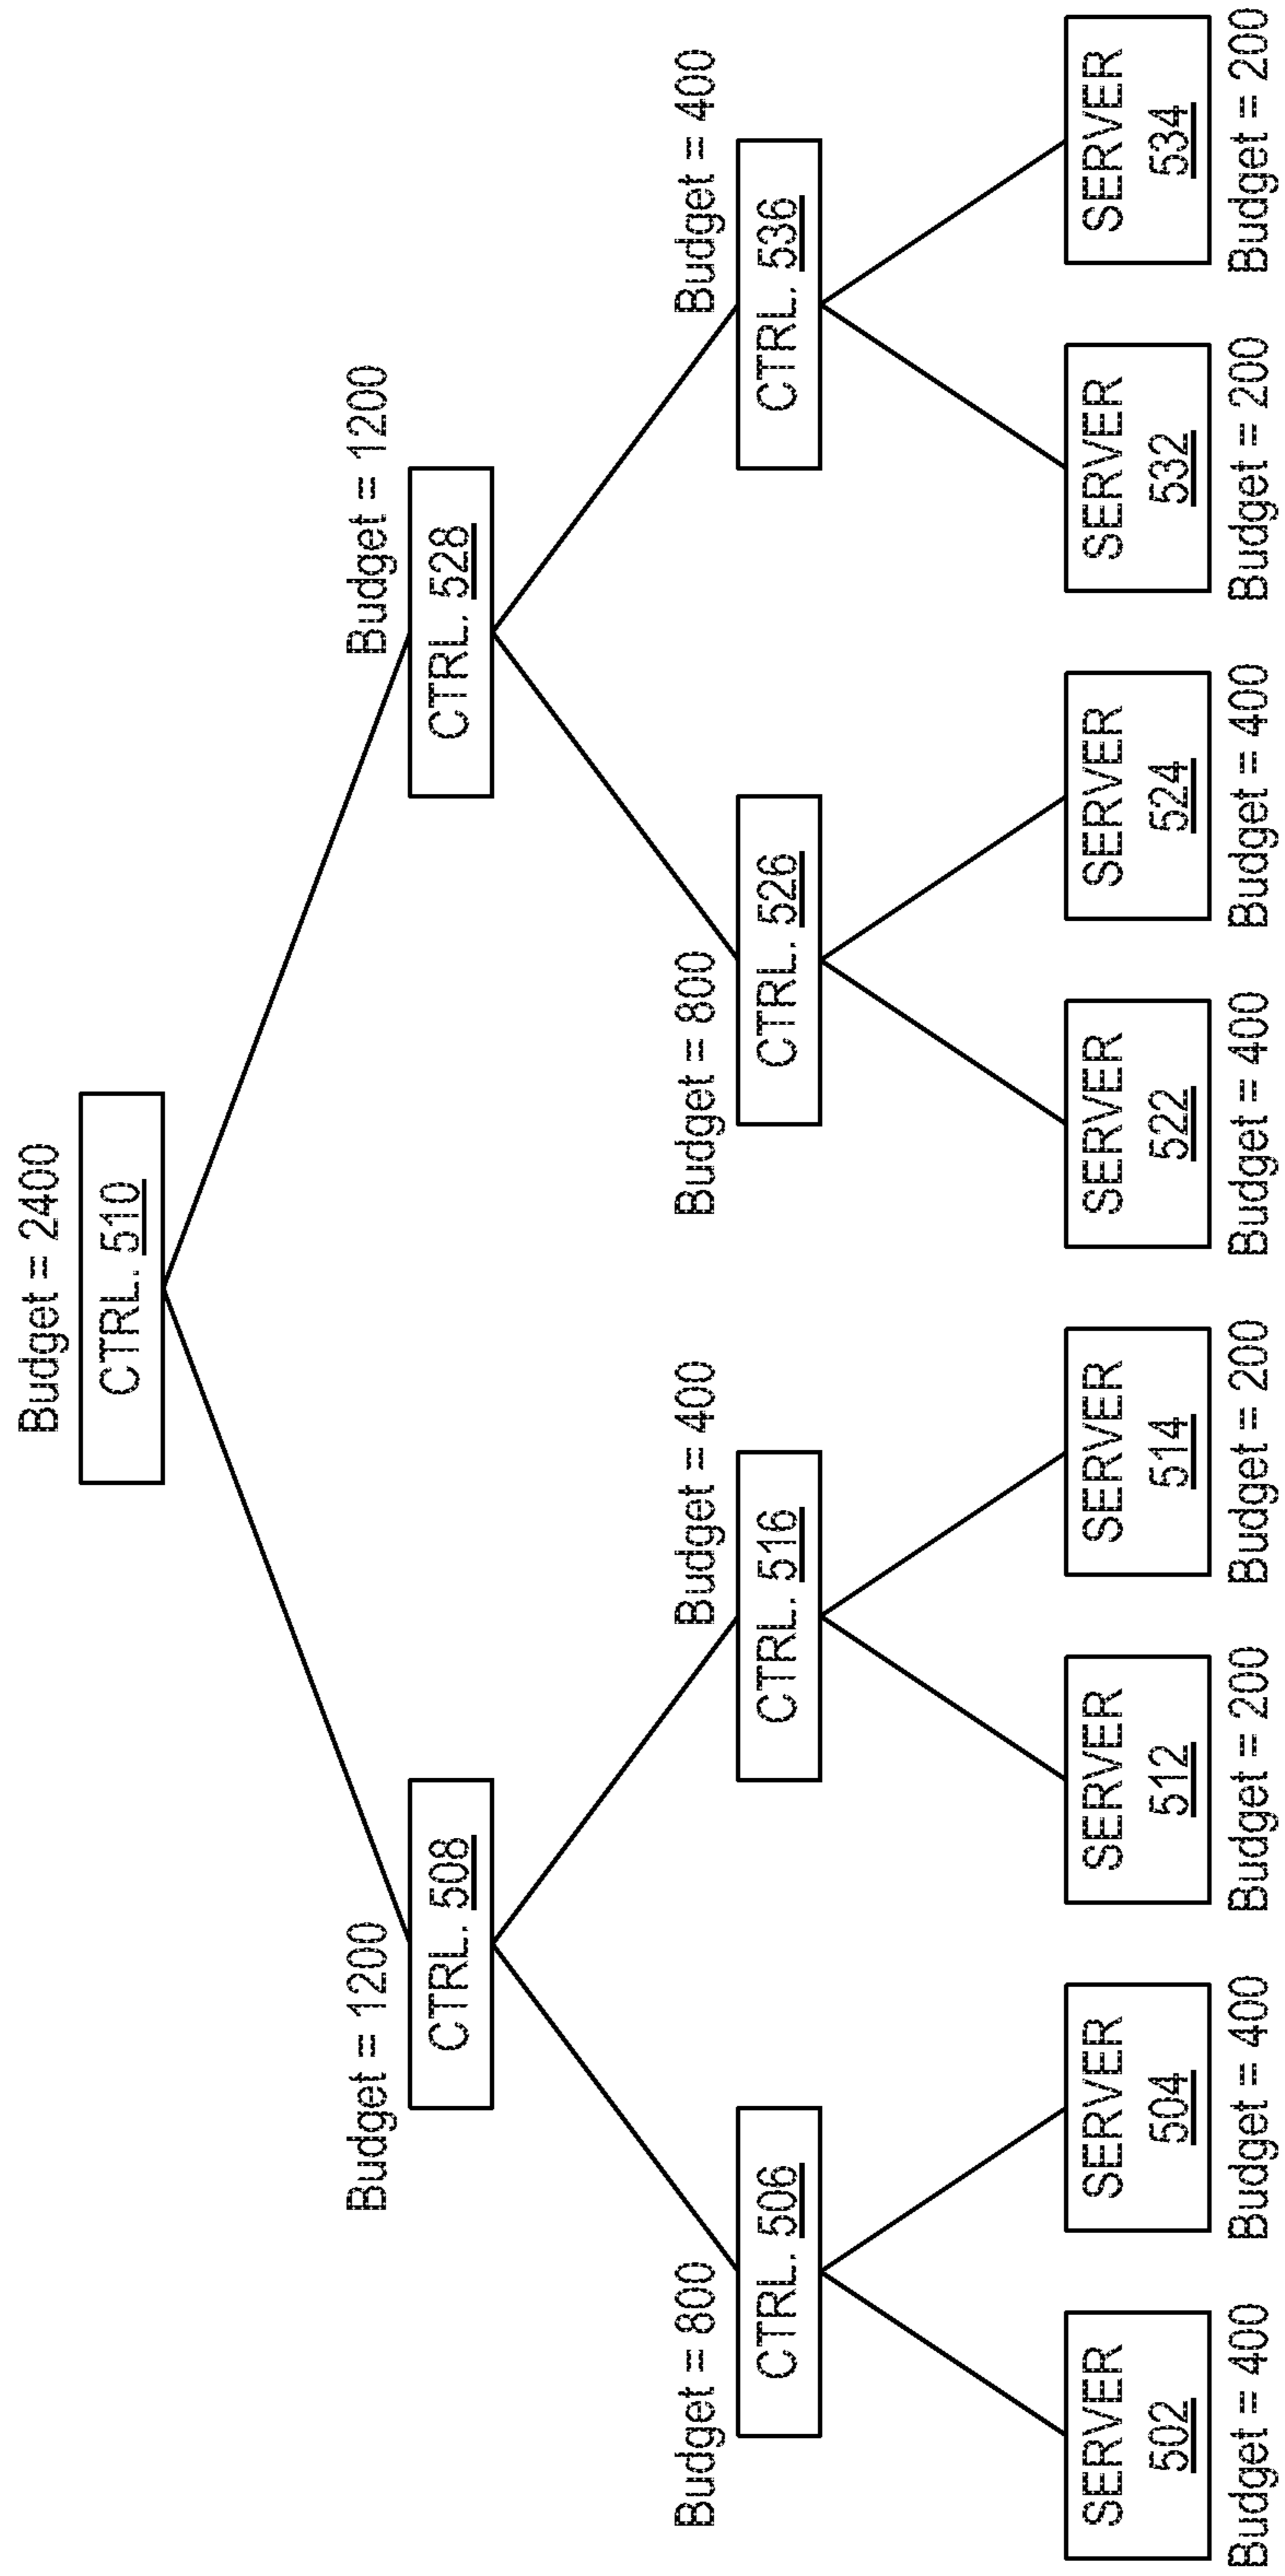 Budget = 2400
CTRL. 510
Budget = 1200
CTRL. 508
Budget = 1200
CTRL. 528
Budget = 800
CTRL. 506
Budget = 400
CTRL. 516
Budget = 800
CTRL. 526
Budget = 400
CTRL. 536
SERVER
502
Budget = 400
SERVER
504
Budget = 400
SERVER
512
Budget = 200
SERVER
514
Budget = 200
SERVER
522
Budget = 400
SERVER
524
Budget = 400
SERVER
532
Budget = 200
SERVER
534
Budget = 200